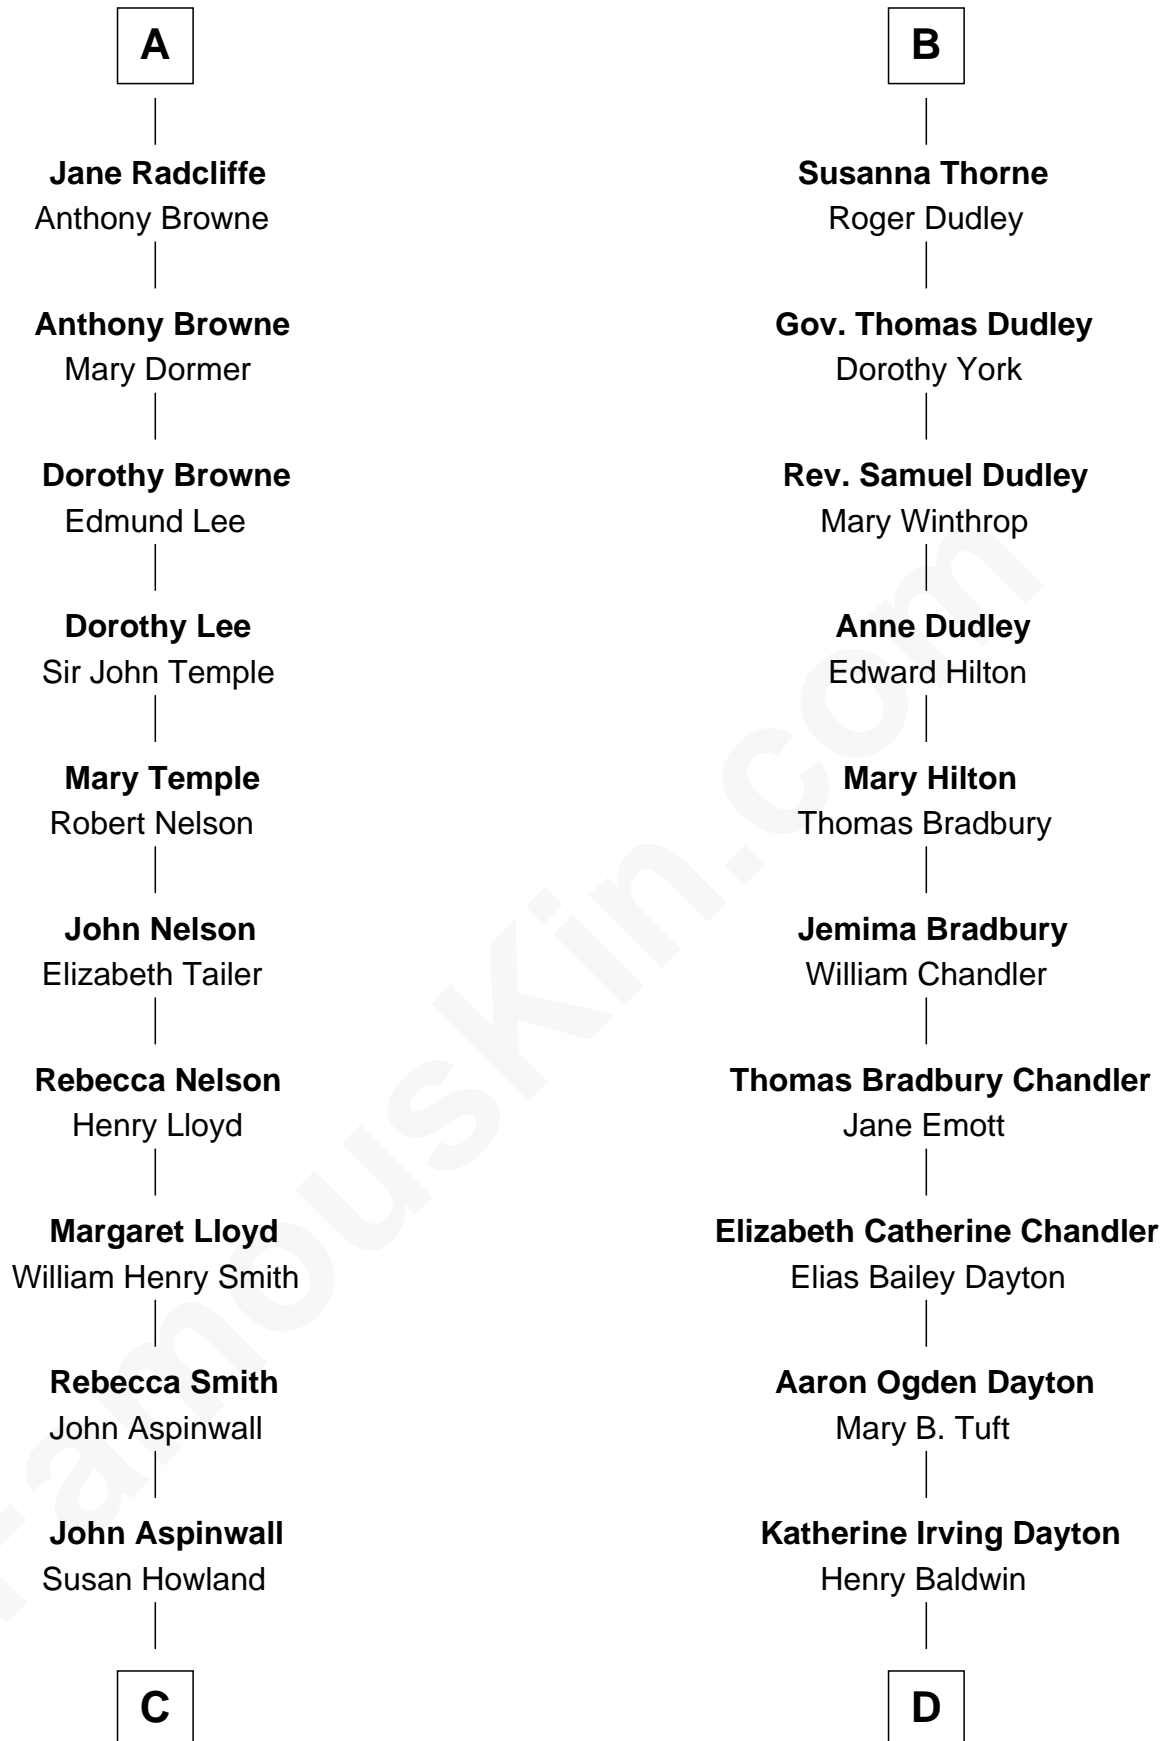 A
Jane Radcliffe
Anthony Browne
Anthony Browne
Mary Dormer
Dorothy Browne
Edmund Lee
Dorothy Lee
Sir John Temple
Mary Temple
Robert Nelson
John Nelson
Elizabeth Tailer
Rebecca Nelson
Henry Lloyd
Margaret Lloyd
William Henry Smith
Rebecca Smith
John Aspinwall
John Aspinwall
Susan Howland
C
B
Susanna Thorne
Roger Dudley
Gov. Thomas Dudley
Dorothy York
Rev. Samuel Dudley
Mary Winthrop
Anne Dudley
Edward Hilton
Mary Hilton
Thomas Bradbury
Jemima Bradbury
William Chandler
Thomas Bradbury Chandler
Jane Emott
Elizabeth Catherine Chandler
Elias Bailey Dayton
Aaron Ogden Dayton
Mary B. Tuft
Katherine Irving Dayton
Henry Baldwin
D
FamousKin.com